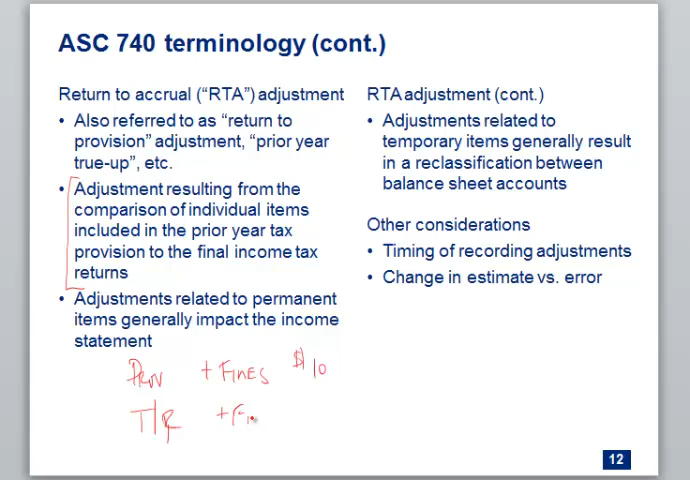 ASC 740 terminology (cont.)
Return to accrual (“RTA”) adjustment
• Also referred to as “return to
provision” adjustment, “prior year
true-up”, etc.
• Adjustment resulting from the
comparison of individual items
included in the prior year tax
provision to the final income tax
returns
• Adjustments related to permanent
items generally impact the income
statement
RTA adjustment (cont.)
• Adjustments related to
temporary items generally result
in a reclassification between
balance sheet accounts
Other considerations
• Timing of recording adjustments
• Change in estimate vs. error
PROV + FINES $10
T/R + Fin
12